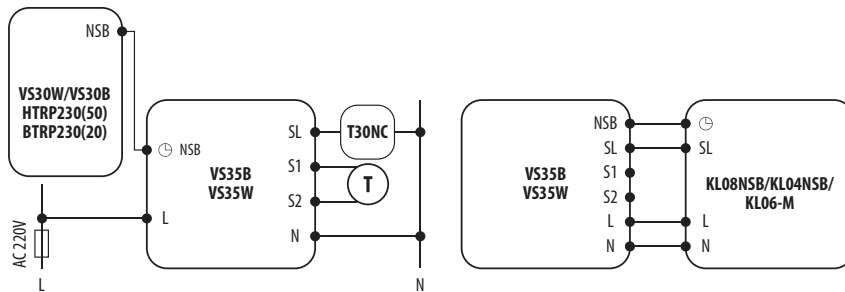 NSB
VS30W/VS30B
HTRP230(50)
BTRP230(20)
NSB
VS35B
VS35W
SL
S1
S2
N
L
T30NC
T
AC 220V
L
N
VS35B
VS35W
NSB
SL
S1
S2
L
N
SL
L
N
KL08NSB/KL04NSB/
KL06-M